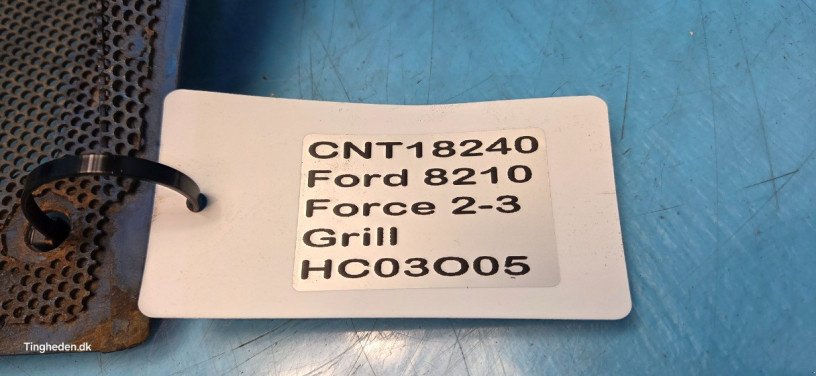 CNT18240
Ford 8210
Force 2-3
Grill
HC03O05
Tingheden.dk